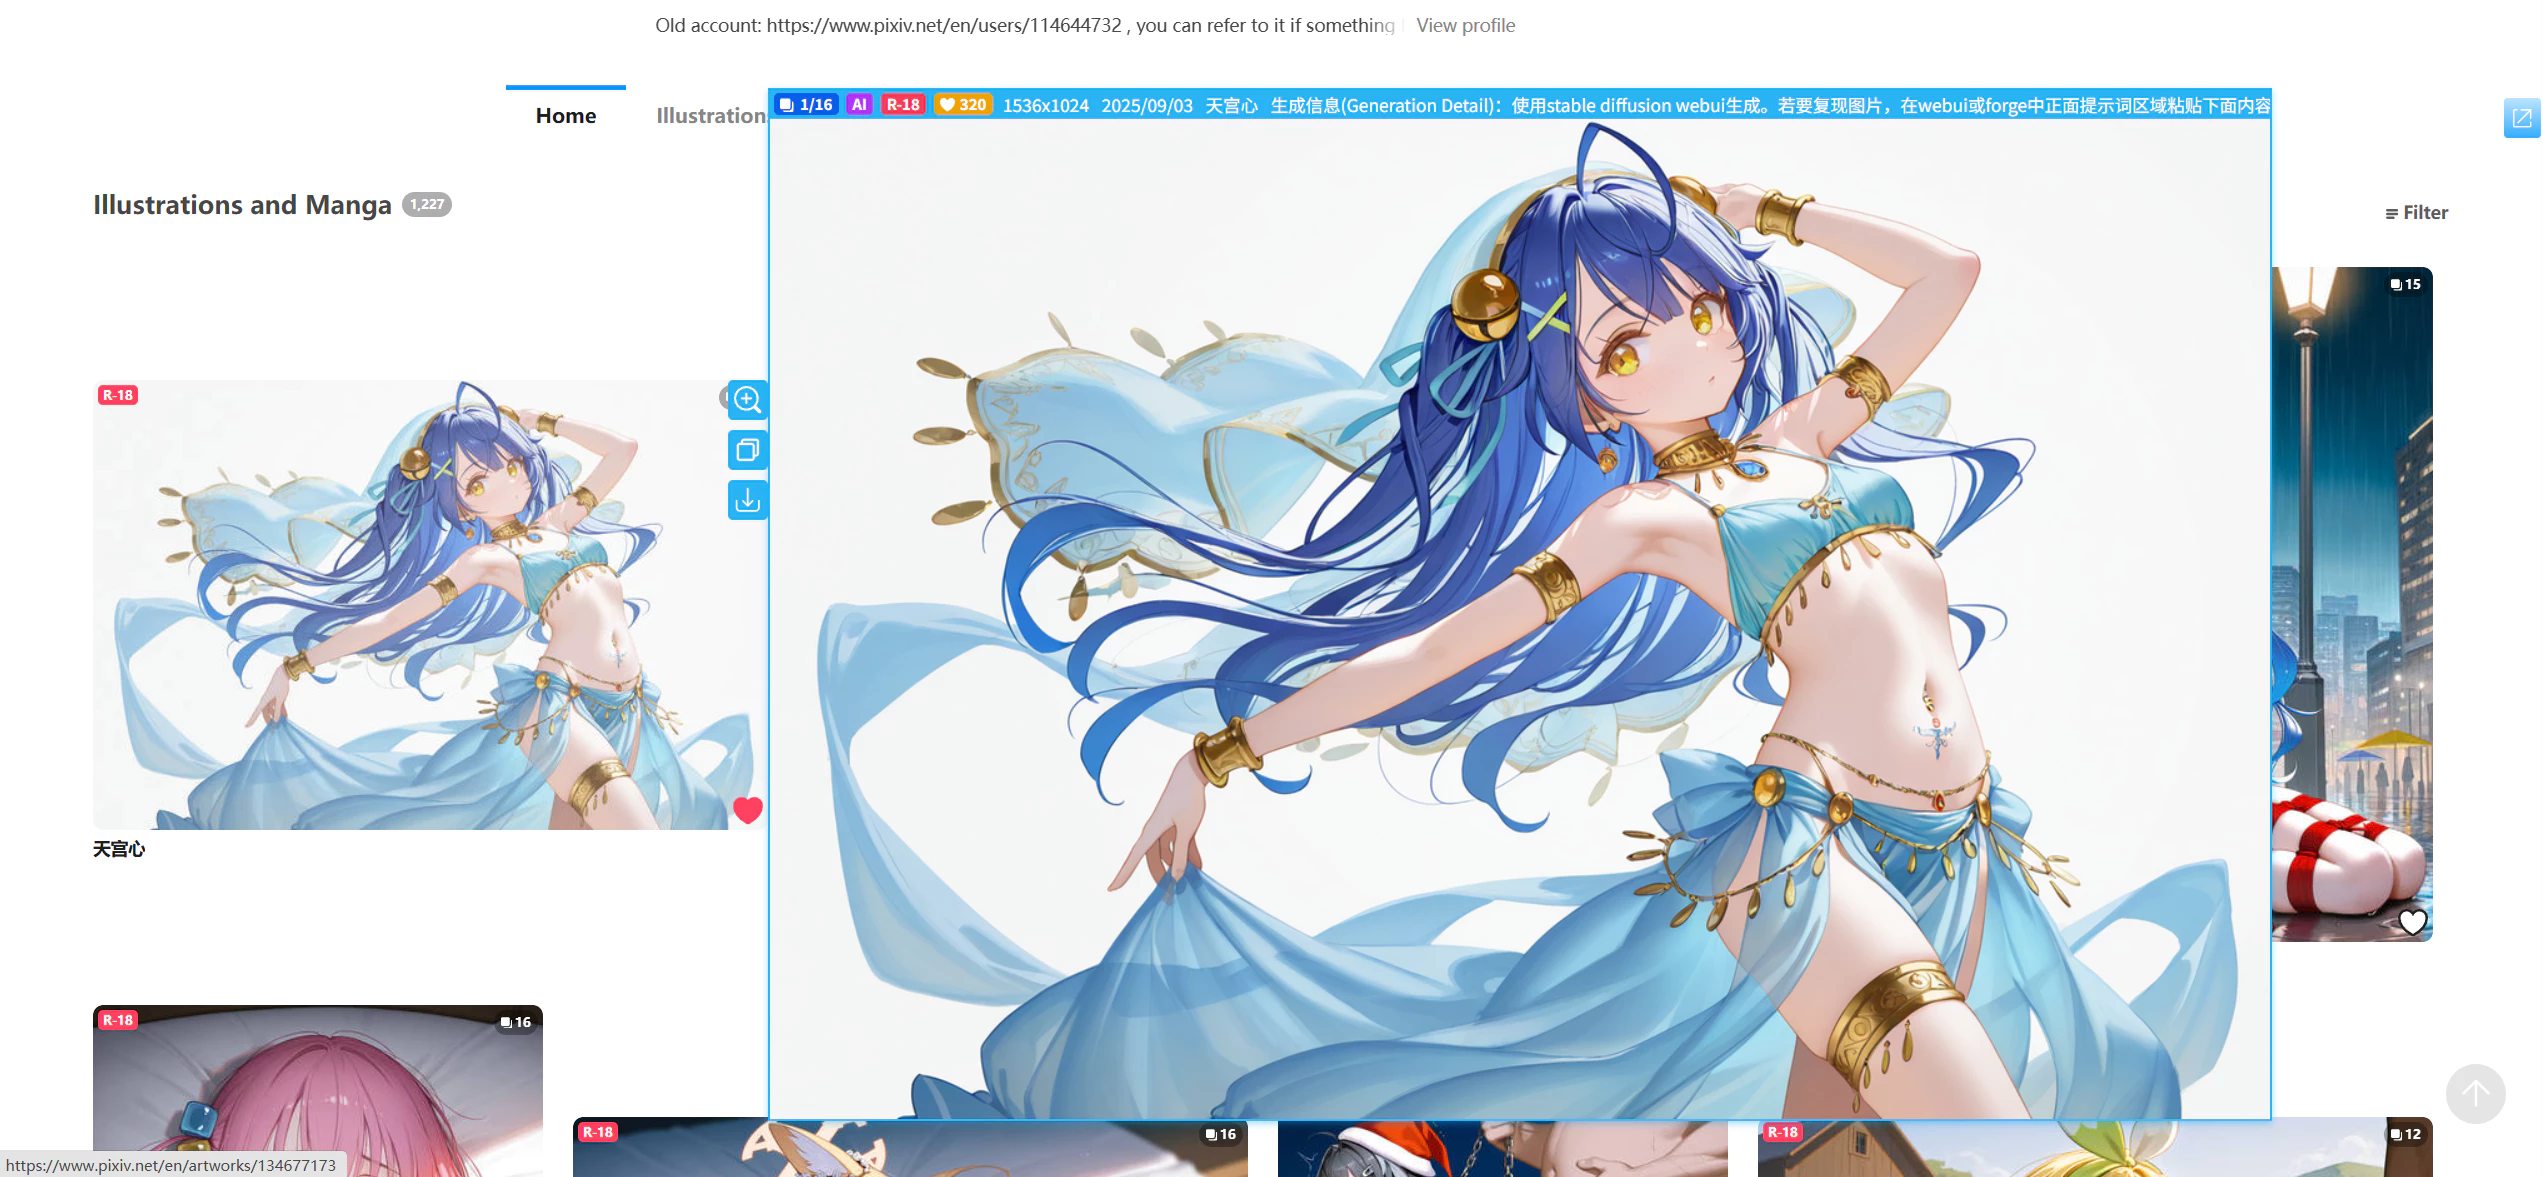 Old account: https://www.pixiv.net/en/users/114644732 , you can refer to it if something
View profile
Home
Illustrations
1/16 AI R-18 320 1536x1024 2025/09/03 天宫心 生成信息(Generation Detail)：使用stable diffusion webui生成。若要复现图片，在webui或forge中正面提示词区域粘贴下面内容
Illustrations and Manga 1,227
Filter
15
R-18
天宫心
R-18
16
R-18
16
R-18
12
https://www.pixiv.net/en/artworks/134677173